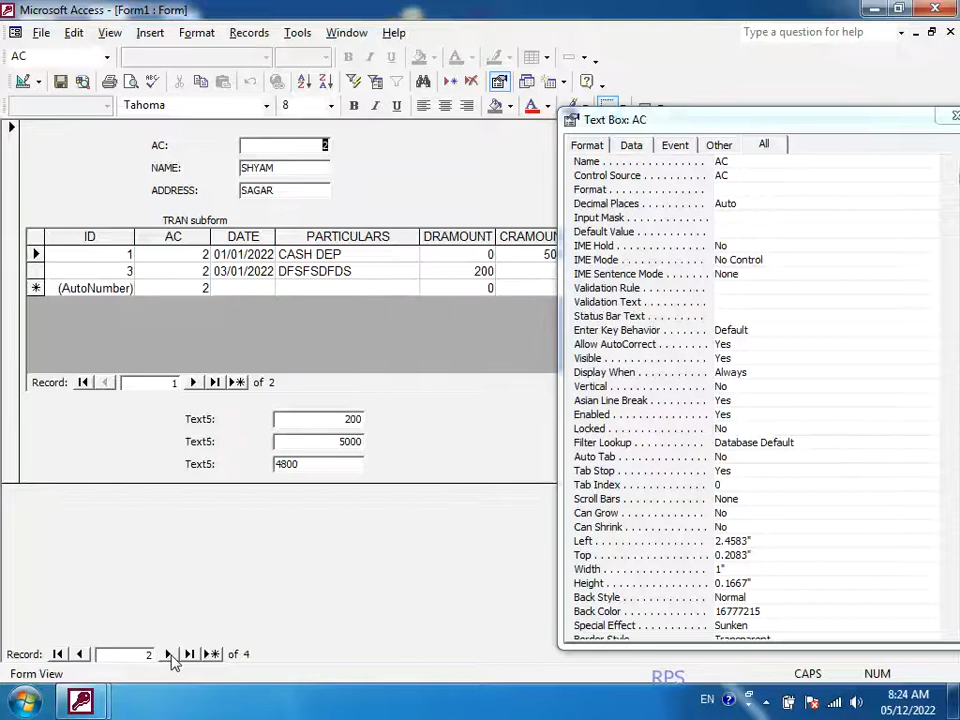 Microsoft Access - [Form1 : Form]
File Edit View Insert Format Records Tools Window Help
Type a question for help
AC
Tahoma 8
AC: 2
NAME: SHYAM
ADDRESS: SAGAR
TRAN subform
ID AC DATE PARTICULARS DRAMOUNT CRAMOUN
1 2 01/01/2022 CASH DEP 0 50
3 2 03/01/2022 DFSFSDFDS 200
(AutoNumber) 2 0
Record: 1 of 2
Text5: 200
Text5: 5000
Text5: 4800
Text Box: AC
Format Data Event Other All
Name AC
Control Source AC
Format
Decimal Places Auto
Input Mask
Default Value
IME Hold No
IME Mode No Control
IME Sentence Mode None
Validation Rule
Validation Text
Status Bar Text
Enter Key Behavior Default
Allow AutoCorrect Yes
Visible Yes
Display When Always
Vertical No
Asian Line Break Yes
Enabled Yes
Locked No
Filter Lookup Database Default
Auto Tab No
Tab Stop Yes
Tab Index 0
Scroll Bars None
Can Grow No
Can Shrink No
Left 2.4583"
Top 0.2083"
Width 1"
Height 0.1667"
Back Style Normal
Back Color 16777215
Special Effect Sunken
Border Style Transparent
Record: 2 of 4
Form View RPS CAPS NUM
EN 8:24 AM
05/12/2022